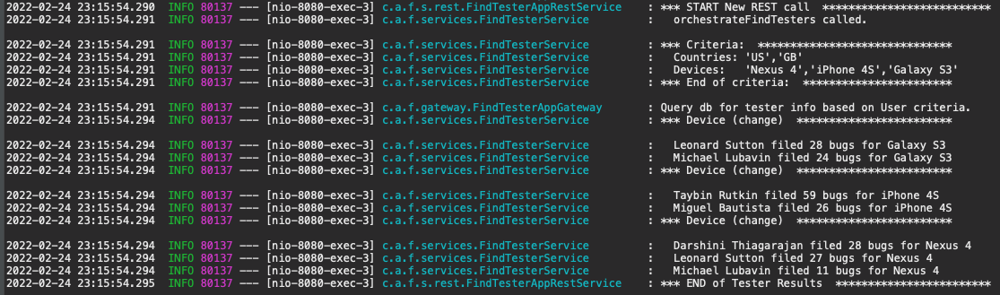 2022-02-24 23:15:54.290 INFO 80137 --- [nio-8080-exec-3] c.a.f.s.rest.FindTesterAppRestService : *** START New REST call **************************
2022-02-24 23:15:54.291 INFO 80137 --- [nio-8080-exec-3] c.a.f.s.rest.FindTesterAppRestService : orchestrateFindTesters called.
2022-02-24 23:15:54.291 INFO 80137 --- [nio-8080-exec-3] c.a.f.services.FindTesterService : *** Criteria: ******************************
2022-02-24 23:15:54.291 INFO 80137 --- [nio-8080-exec-3] c.a.f.services.FindTesterService : Countries: 'US','GB'
2022-02-24 23:15:54.291 INFO 80137 --- [nio-8080-exec-3] c.a.f.services.FindTesterService : Devices: 'Nexus 4','iPhone 4S','Galaxy S3'
2022-02-24 23:15:54.291 INFO 80137 --- [nio-8080-exec-3] c.a.f.services.FindTesterService : *** End of criteria: ***********************
2022-02-24 23:15:54.291 INFO 80137 --- [nio-8080-exec-3] c.a.f.gateway.FindTesterAppGateway : Query db for tester info based on User criteria.
2022-02-24 23:15:54.294 INFO 80137 --- [nio-8080-exec-3] c.a.f.services.FindTesterService : *** Device (change) ************************
2022-02-24 23:15:54.294 INFO 80137 --- [nio-8080-exec-3] c.a.f.services.FindTesterService : Leonard Sutton filed 28 bugs for Galaxy S3
2022-02-24 23:15:54.294 INFO 80137 --- [nio-8080-exec-3] c.a.f.services.FindTesterService : Michael Lubavin filed 24 bugs for Galaxy S3
2022-02-24 23:15:54.294 INFO 80137 --- [nio-8080-exec-3] c.a.f.services.FindTesterService : *** Device (change) ************************
2022-02-24 23:15:54.294 INFO 80137 --- [nio-8080-exec-3] c.a.f.services.FindTesterService : Taybin Rutkin filed 59 bugs for iPhone 4S
2022-02-24 23:15:54.294 INFO 80137 --- [nio-8080-exec-3] c.a.f.services.FindTesterService : Miguel Bautista filed 26 bugs for iPhone 4S
2022-02-24 23:15:54.294 INFO 80137 --- [nio-8080-exec-3] c.a.f.services.FindTesterService : *** Device (change) ************************
2022-02-24 23:15:54.294 INFO 80137 --- [nio-8080-exec-3] c.a.f.services.FindTesterService : Darshini Thiagarajan filed 28 bugs for Nexus 4
2022-02-24 23:15:54.294 INFO 80137 --- [nio-8080-exec-3] c.a.f.services.FindTesterService : Leonard Sutton filed 27 bugs for Nexus 4
2022-02-24 23:15:54.294 INFO 80137 --- [nio-8080-exec-3] c.a.f.services.FindTesterService : Michael Lubavin filed 11 bugs for Nexus 4
2022-02-24 23:15:54.295 INFO 80137 --- [nio-8080-exec-3] c.a.f.s.rest.FindTesterAppRestService : *** END of Tester Results ************************